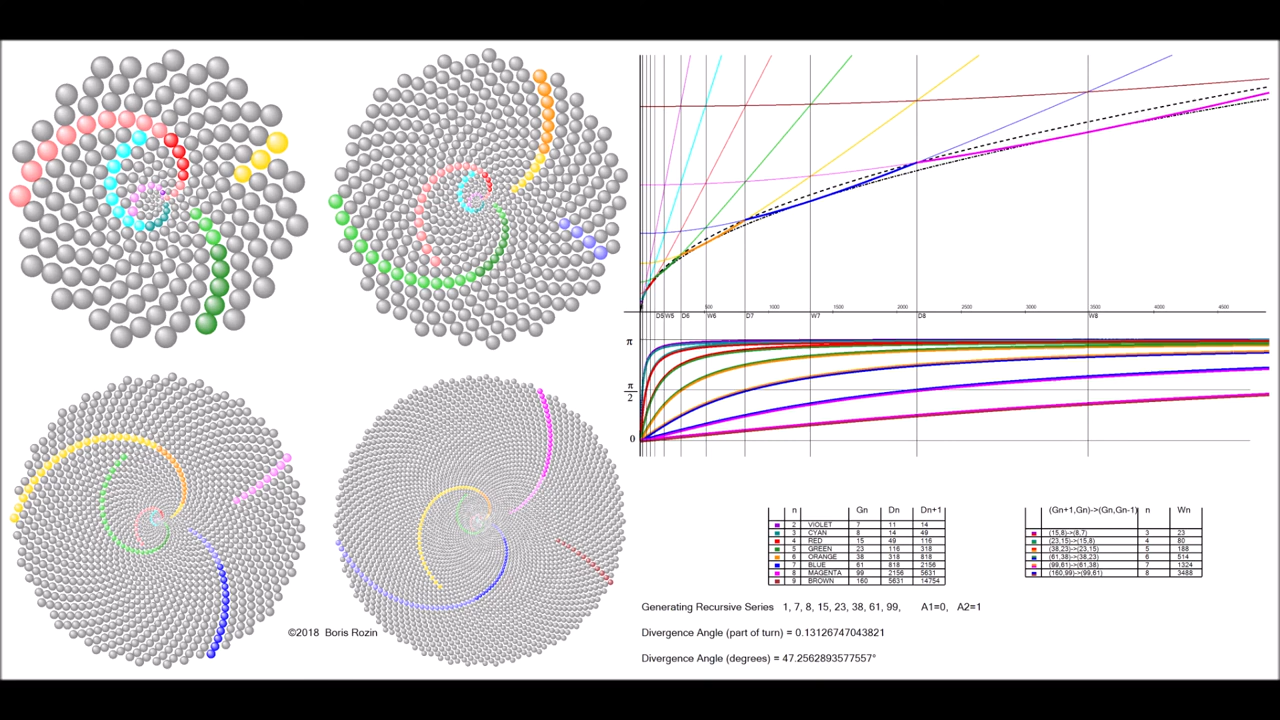 500 1000 1500 2000 2500 3000 3500 4000 4500
D5 W5 D6 W6 D7 W7 D8 W8
π
π
2
0
n Gn Dn Dn+1
2 VIOLET 7 11 14
3 CYAN 8 14 49
4 RED 15 49 116
5 GREEN 23 116 318
6 ORANGE 38 318 818
7 BLUE 61 818 2156
8 MAGENTA 99 2156 5631
9 BROWN 160 5631 14754
(Gn+1,Gn)->(Gn,Gn-1) n Wn
(15,8)->(8,7) 3 23
(23,15)->(15,8) 4 80
(38,23)->(23,15) 5 188
(61,38)->(38,23) 6 514
(99,61)->(61,38) 7 1324
(160,99)->(99,61) 8 3488
Generating Recursive Series 1, 7, 8, 15, 23, 38, 61, 99, A1=0, A2=1
©2018 Boris Rozin
Divergence Angle (part of turn) = 0.13126747043821
Divergence Angle (degrees) = 47.2562893577557°